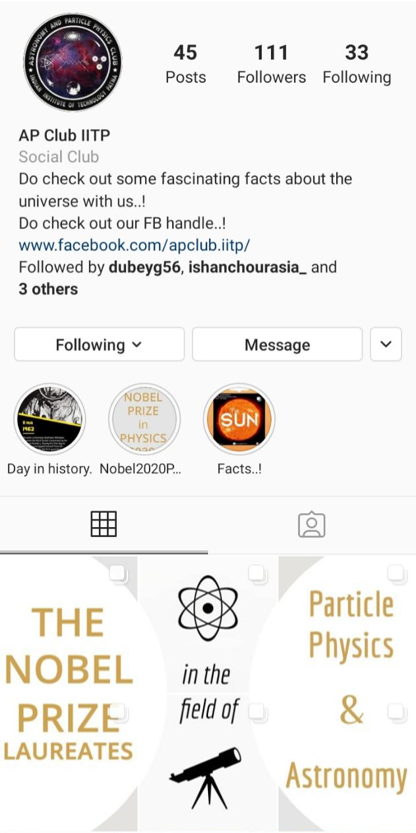 ASTRONOMY AND PARTICLE PHYSICS CLUB
INDIAN INSTITUTE OF TECHNOLOGY PATNA
45 111 33
Posts Followers Following
AP Club IITP
Social Club
Do check out some fascinating facts about the
universe with us..!
Do check out our FB handle..!
www.facebook.com/apclub.iitp/
Followed by dubeyg56, ishanchourasia_ and
3 others
Following Message
NOBEL
PRIZE
in
PHYSICS
SUN
Day in history. Nobel2020P... Facts..!
THE
NOBEL
PRIZE
LAUREATES
in the
field of
Particle
Physics
&
Astronomy